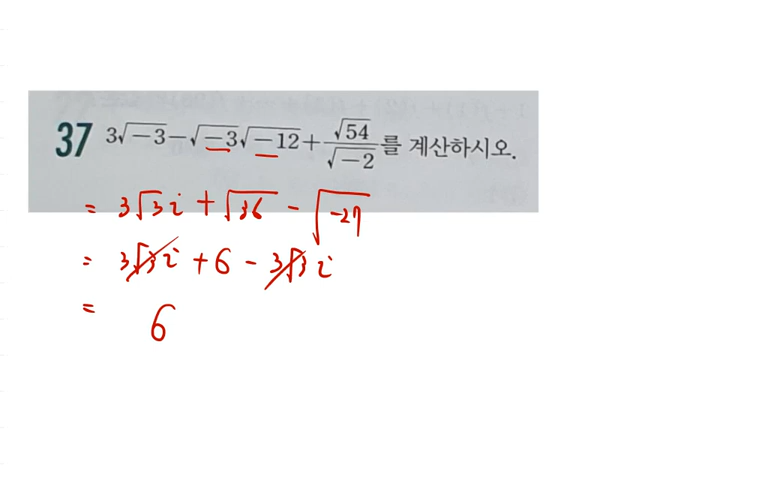 37 3√-3 - √-3√-12 + √54/√-2 를 계산하시오.
= 3√3i + √36 - √-27
= 3√3i + 6 - 3√3i
= 6